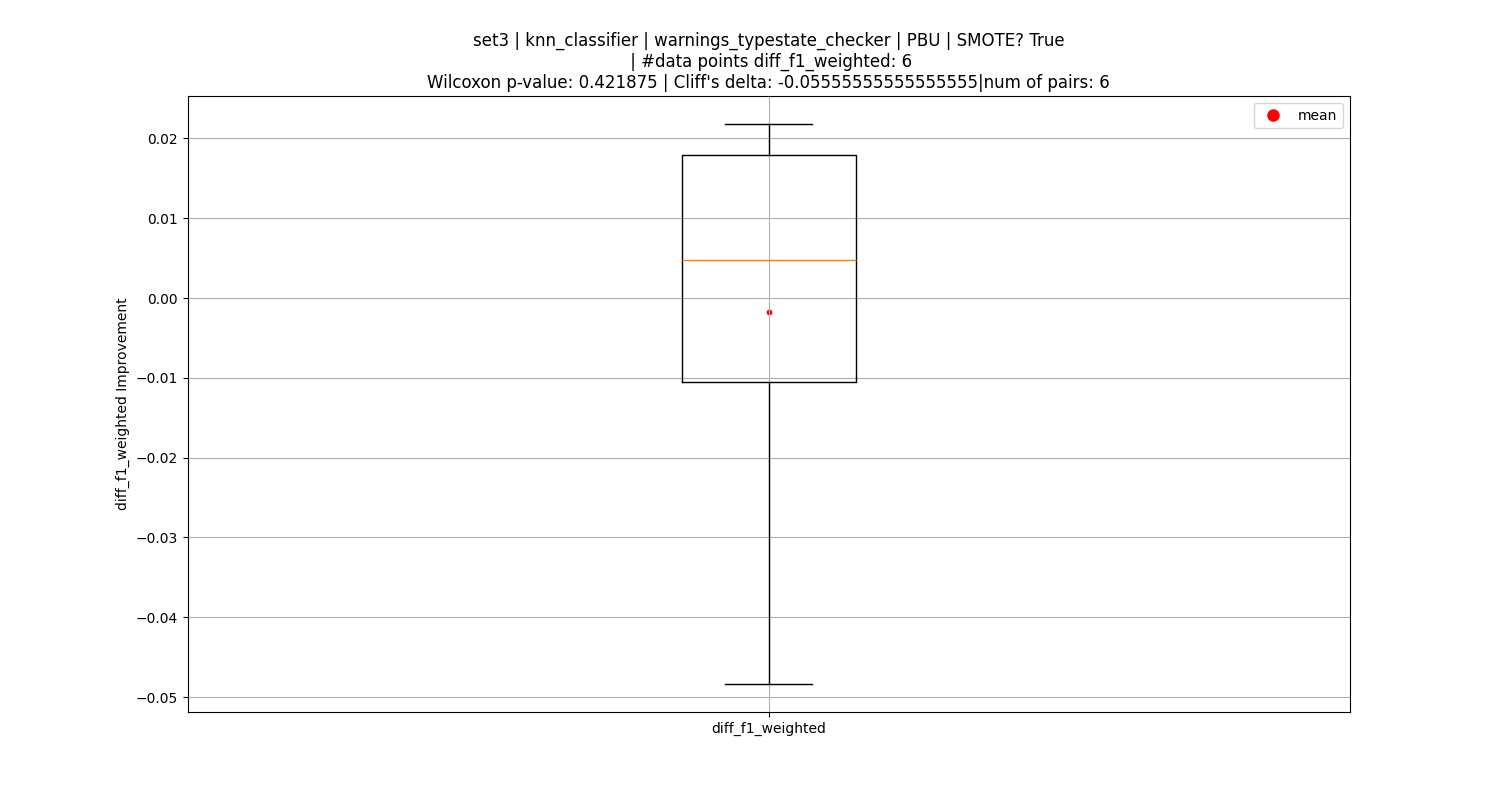 set3 | knn_classifier | warnings_typestate_checker | PBU | SMOTE? True
| #data points diff_f1_weighted: 6
Wilcoxon p-value: 0.421875 | Cliff's delta: -0.05555555555555555|num of pairs: 6
mean
0.02
0.01
0.00
−0.01
−0.02
−0.03
−0.04
−0.05
diff_f1_weighted Improvement
diff_f1_weighted